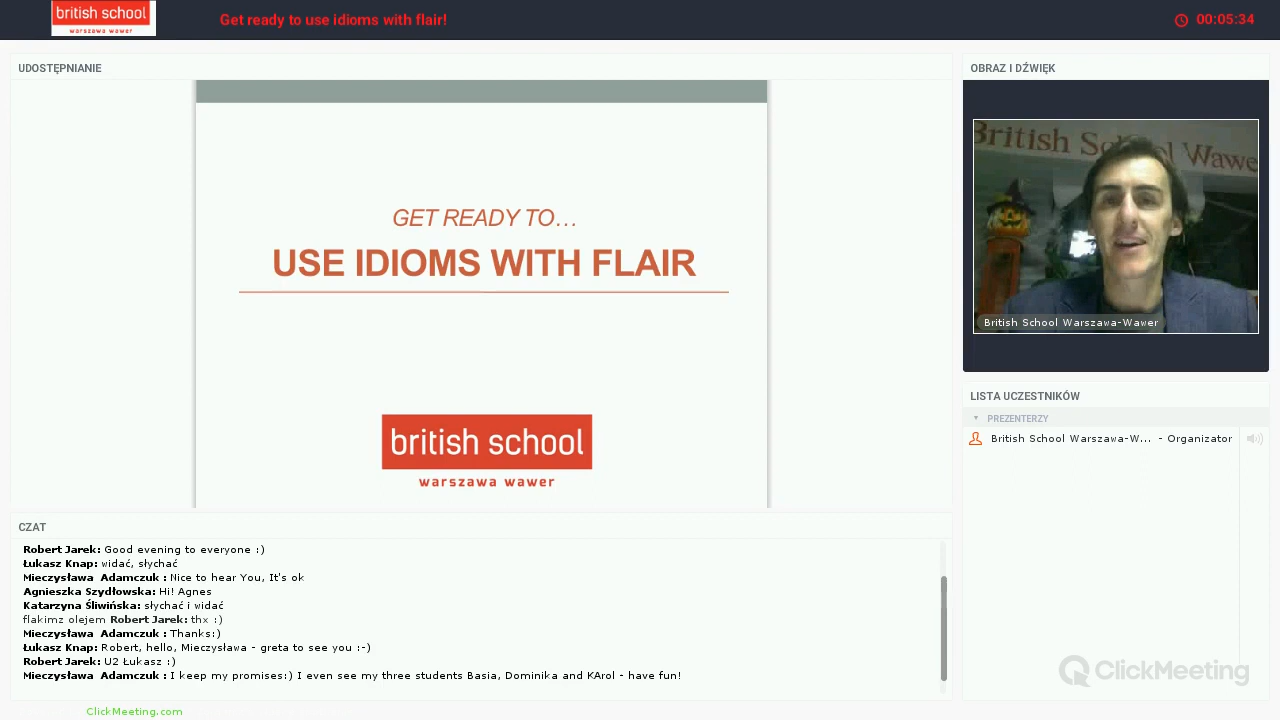 british school
warszawa wawer
Get ready to use idioms with flair!
00:05:34
UDOSTĘPNIANIE
GET READY TO…
USE IDIOMS WITH FLAIR
british school
warszawa wawer
CZAT
Robert Jarek: Good evening to everyone :)
Łukasz Knap: widać, słychać
Mieczysława Adamczuk : Nice to hear You, It's ok
Agnieszka Szydłowska: Hi! Agnes
Katarzyna Śliwińska: słychać i widać
flakimz olejem Robert Jarek: thx :)
Mieczysława Adamczuk : Thanks:)
Łukasz Knap: Robert, hello, Mieczysława - greta to see you :-)
Robert Jarek: U2 Łukasz :)
Mieczysława Adamczuk : I keep my promises:) I even see my three students Basia, Dominika and KArol - have fun!
ClickMeeting.com
OBRAZ I DŹWIĘK
British School Wawe
British School Warszawa-Wawer
LISTA UCZESTNIKÓW
PREZENTERZY
British School Warszawa-W... - Organizator
ClickMeeting